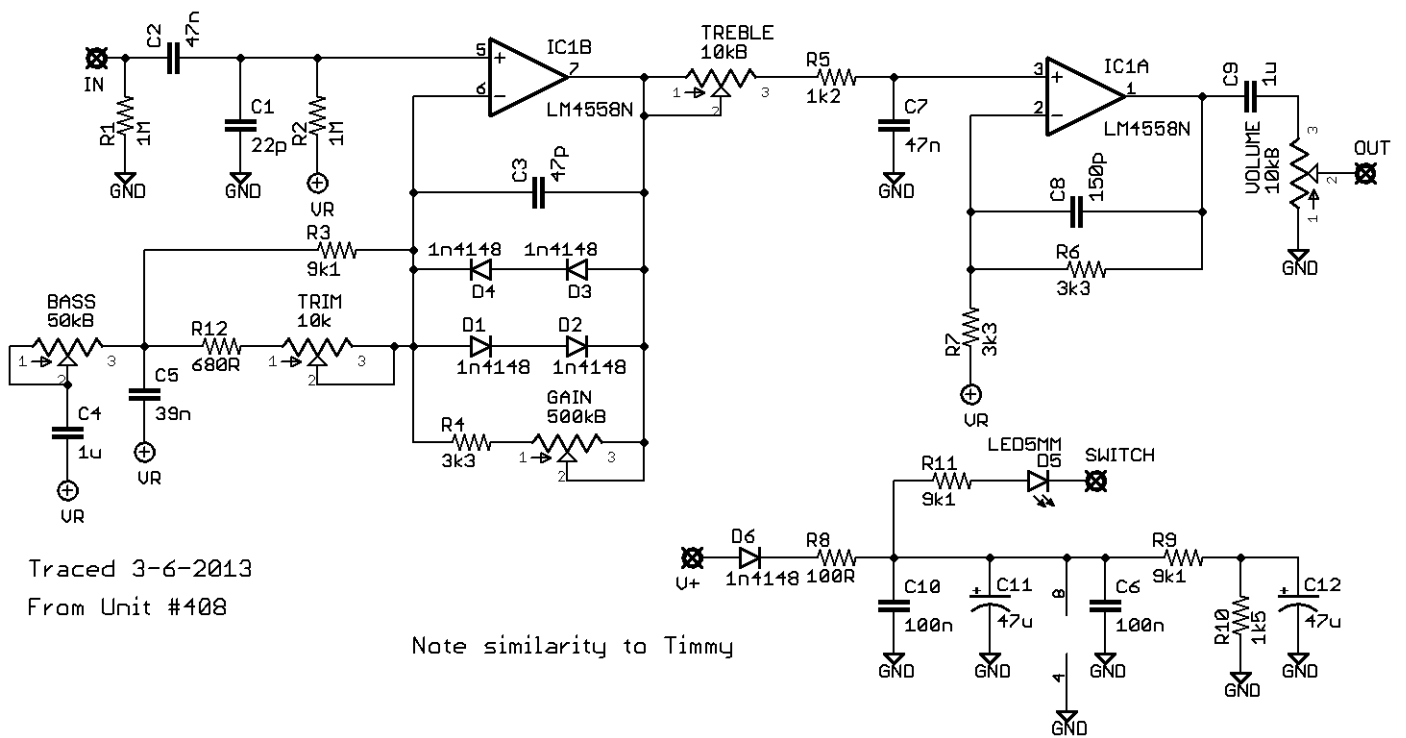 C2
47n
IN
R1
1M
GND
C1
22p
GND
R2
1M
VR
5
6
7
IC1B
LM4558N
TREBLE
10kB
1
2
3
R5
1k2
C7
47n
GND
3
2
1
IC1A
LM4558N
C9
1u
VOLUME
10kB
3
2
1
OUT
GND
C3
47p
C8
150p
R6
3k3
R7
3k3
VR
R3
9k1
1n4148
D4
1n4148
D3
BASS
50kB
1
2
3
R12
680R
TRIM
10k
1
2
3
D1
1n4148
D2
1n4148
C5
39n
VR
C4
1u
VR
R4
3k3
GAIN
500kB
1
2
3
LED5MM
D5
SWITCH
R11
9k1
V+
D6
1n4148
R8
100R
C10
100n
GND
C11
47u
GND
8
4
GND
C6
100n
GND
R9
9k1
R10
1k5
GND
C12
47u
GND
Traced 3-6-2013
From Unit #408
Note similarity to Timmy